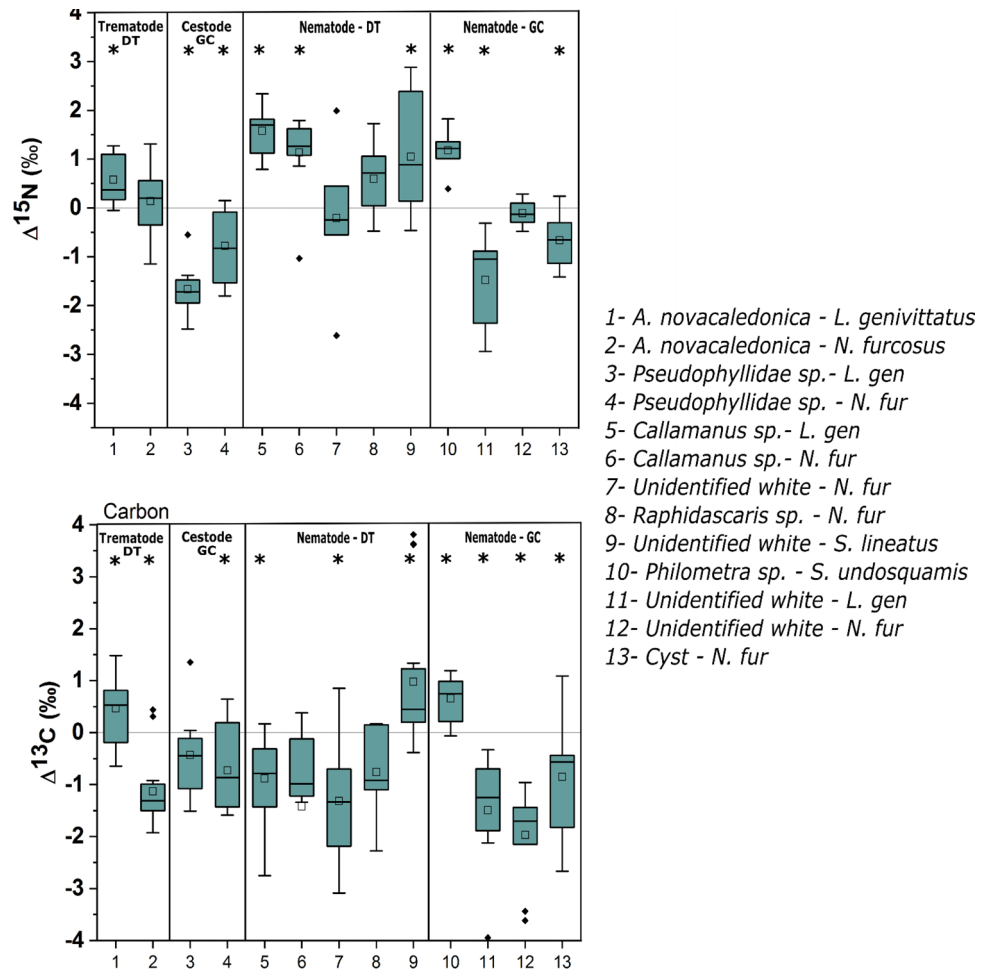 Trematode Cestode Nematode - DT Nematode - GC
DT GC
* * * * * * * * *
4
3
2
1
0
-1
-2
-3
-4
Δ15N (‰)
1 2 3 4 5 6 7 8 9 10 11 12 13
Carbon
Trematode Cestode Nematode - DT Nematode - GC
DT GC
* * * * * * * * * *
4
3
2
1
0
-1
-2
-3
-4
Δ13C (‰)
1 2 3 4 5 6 7 8 9 10 11 12 13
1- A. novacaledonica - L. genivittatus
2- A. novacaledonica - N. furcosus
3- Pseudophyllidae sp.- L. gen
4- Pseudophyllidae sp. - N. fur
5- Callamanus sp.- L. gen
6- Callamanus sp.- N. fur
7- Unidentified white - N. fur
8- Raphidascaris sp. - N. fur
9- Unidentified white - S. lineatus
10- Philometra sp. - S. undosquamis
11- Unidentified white - L. gen
12- Unidentified white - N. fur
13- Cyst - N. fur